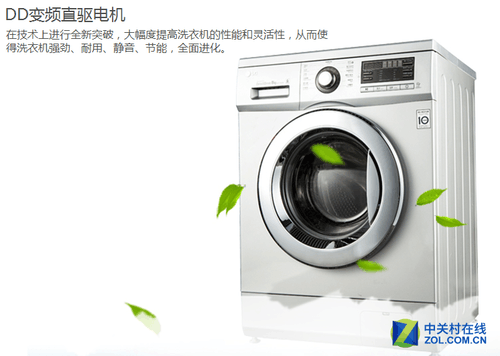 DD变频直驱电机
在技术上进行全新突破，大幅度提高洗衣机的性能和灵活性，从而使
得洗衣机强劲、耐用、静音、节能，全面进化。
10
中关村在线
ZOL.COM.CN